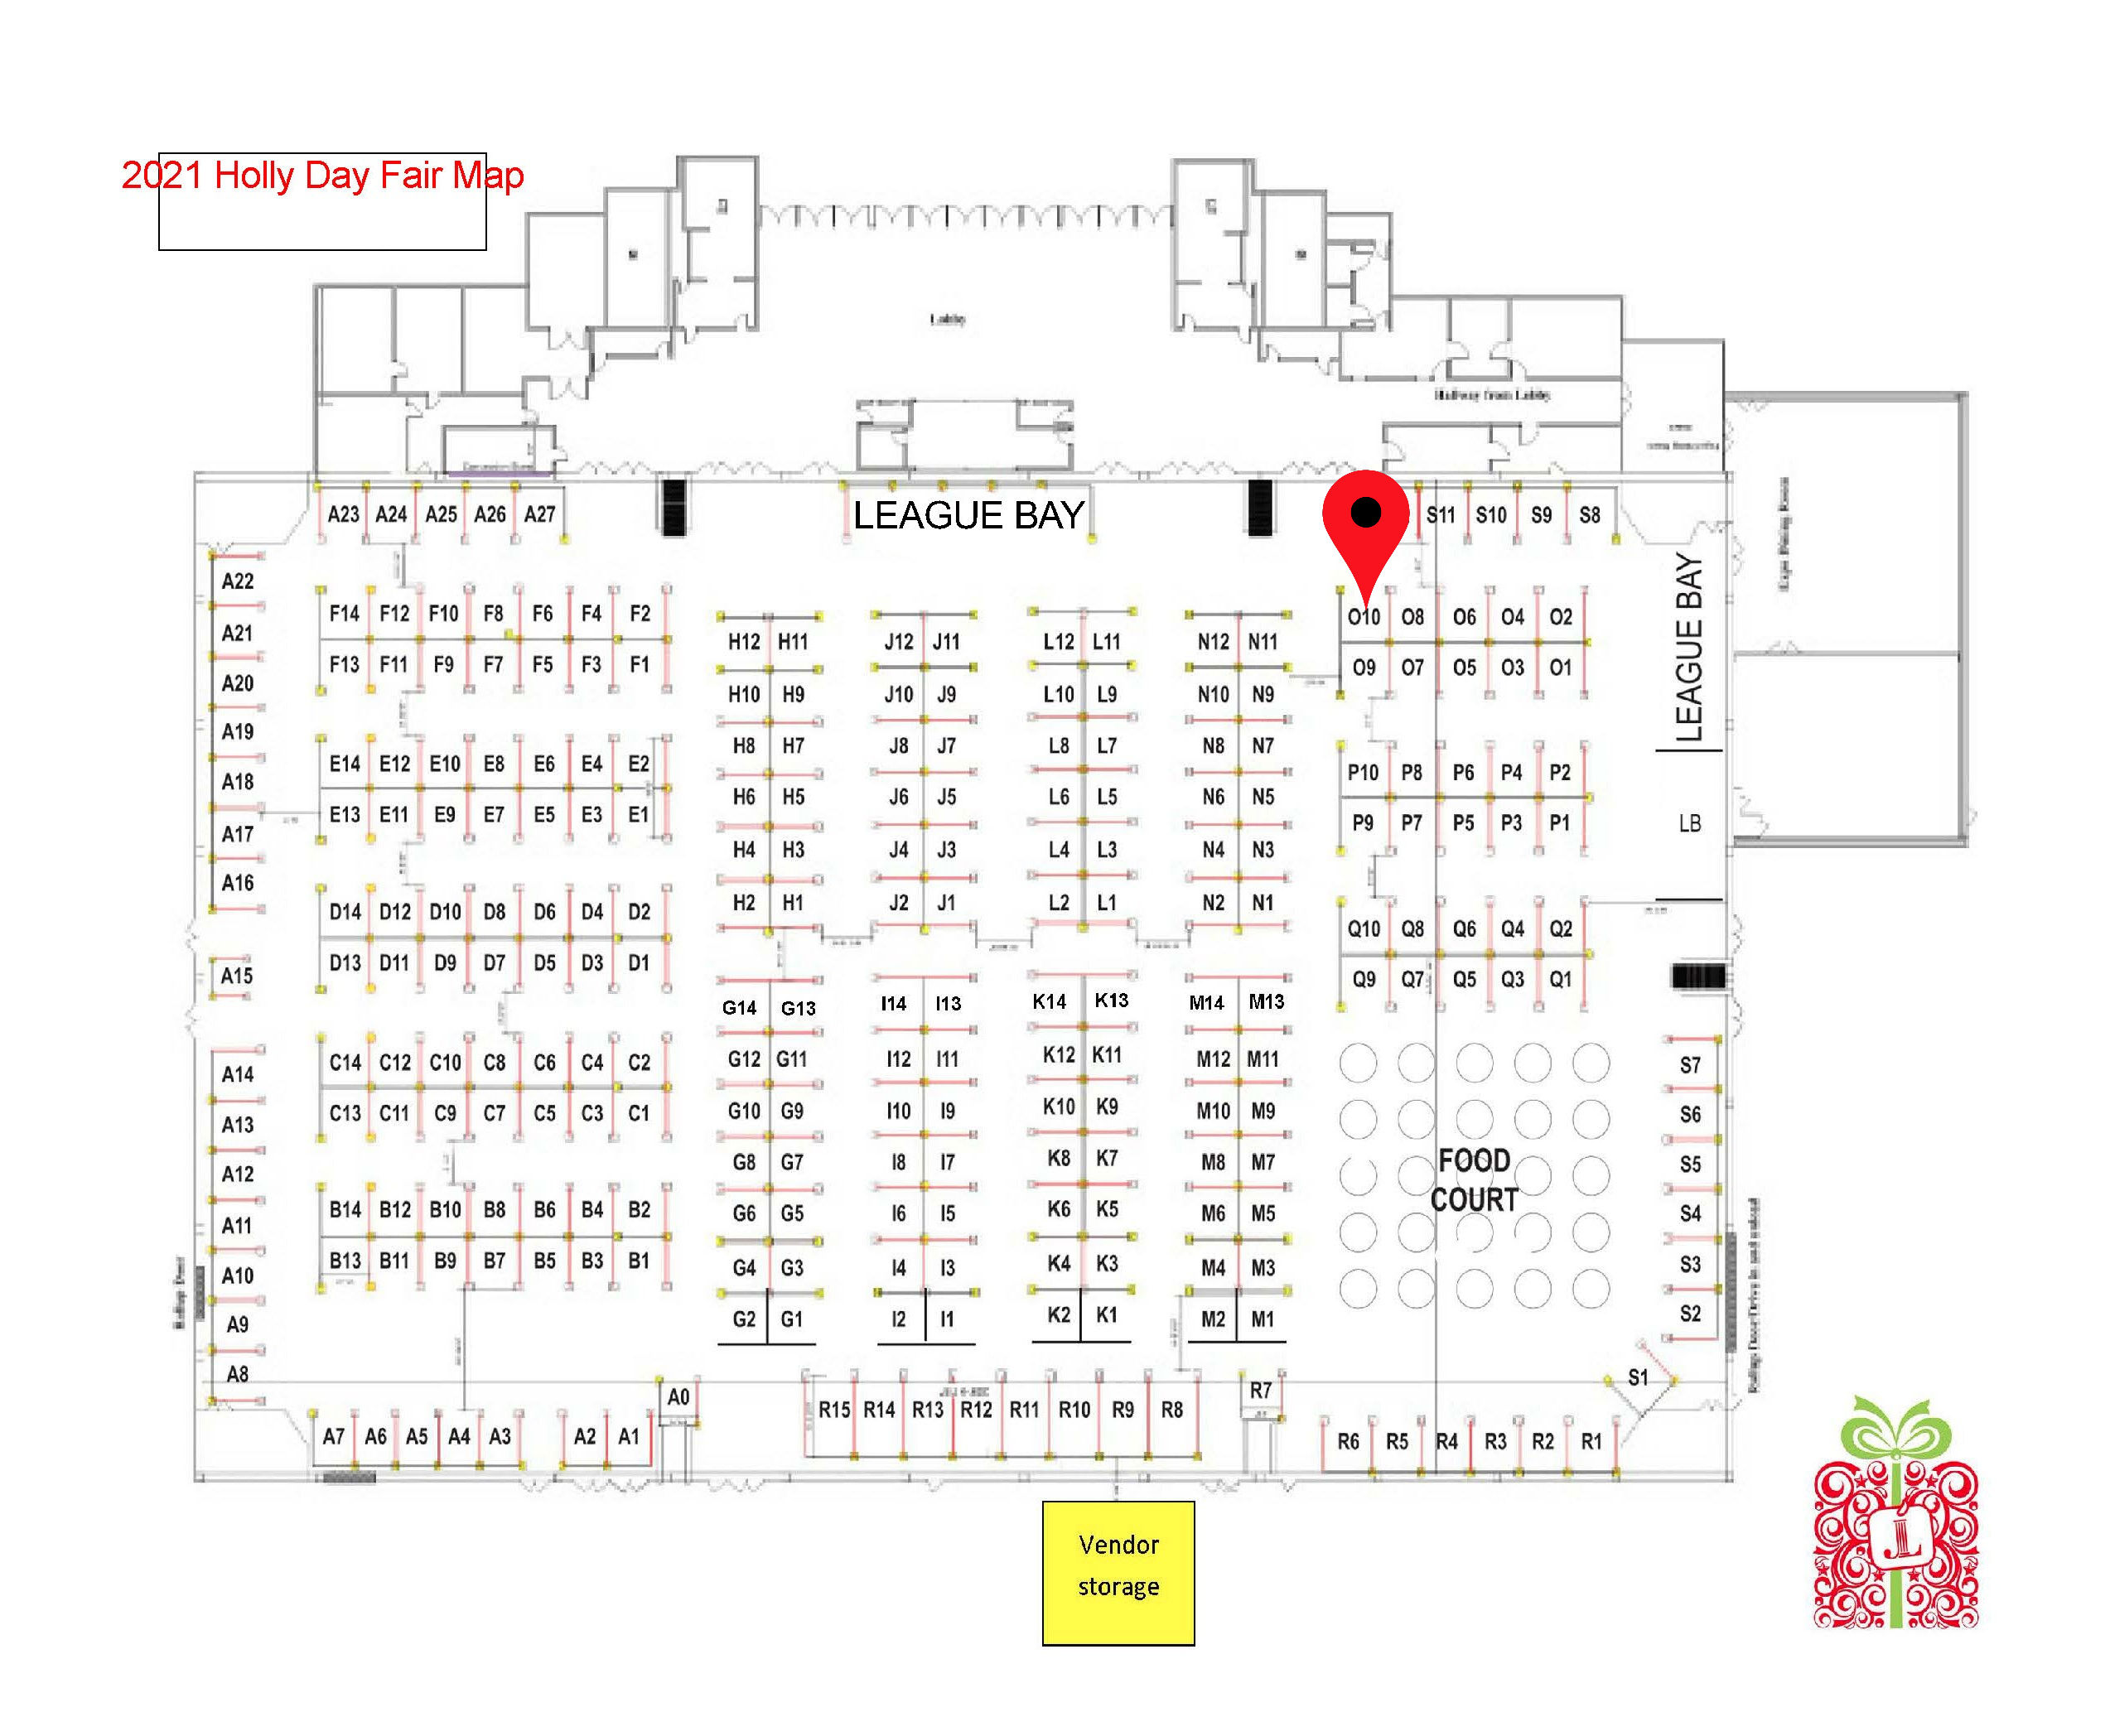 2021 Holly Day Fair Map
Lobby
Hallway from Lobby
LEAGUE BAY
A23 A24 A25 A26 A27
S11 S10 S9 S8
A22
A21
A20
A19
A18
A17
A16
A15
A14
A13
A12
A11
A10
A9
A8
F14 F12 F10 F8 F6 F4 F2
F13 F11 F9 F7 F5 F3 F1
E14 E12 E10 E8 E6 E4 E2
E13 E11 E9 E7 E5 E3 E1
D14 D12 D10 D8 D6 D4 D2
D13 D11 D9 D7 D5 D3 D1
C14 C12 C10 C8 C6 C4 C2
C13 C11 C9 C7 C5 C3 C1
B14 B12 B10 B8 B6 B4 B2
B13 B11 B9 B7 B5 B3 B1
H12 H11
H10 H9
H8 H7
H6 H5
H4 H3
H2 H1
G14 G13
G12 G11
G10 G9
G8 G7
G6 G5
G4 G3
G2 G1
J12 J11
J10 J9
J8 J7
J6 J5
J4 J3
J2 J1
I14 I13
I12 I11
I10 I9
I8 I7
I6 I5
I4 I3
I2 I1
L12 L11
L10 L9
L8 L7
L6 L5
L4 L3
L2 L1
K14 K13
K12 K11
K10 K9
K8 K7
K6 K5
K4 K3
K2 K1
N12 N11
N10 N9
N8 N7
N6 N5
N4 N3
N2 N1
M14 M13
M12 M11
M10 M9
M8 M7
M6 M5
M4 M3
M2 M1
O10 O8 O6 O4 O2
O9 O7 O5 O3 O1
P10 P8 P6 P4 P2
P9 P7 P5 P3 P1
Q10 Q8 Q6 Q4 Q2
Q9 Q7 Q5 Q3 Q1
LEAGUE BAY
LB
FOOD
COURT
S7
S6
S5
S4
S3
S2
S1
Rollup Door
A7 A6 A5 A4 A3 A2 A1
A0
R15 R14 R13 R12 R11 R10 R9 R8
R7
R6 R5 R4 R3 R2 R1
Vendor
storage
JL